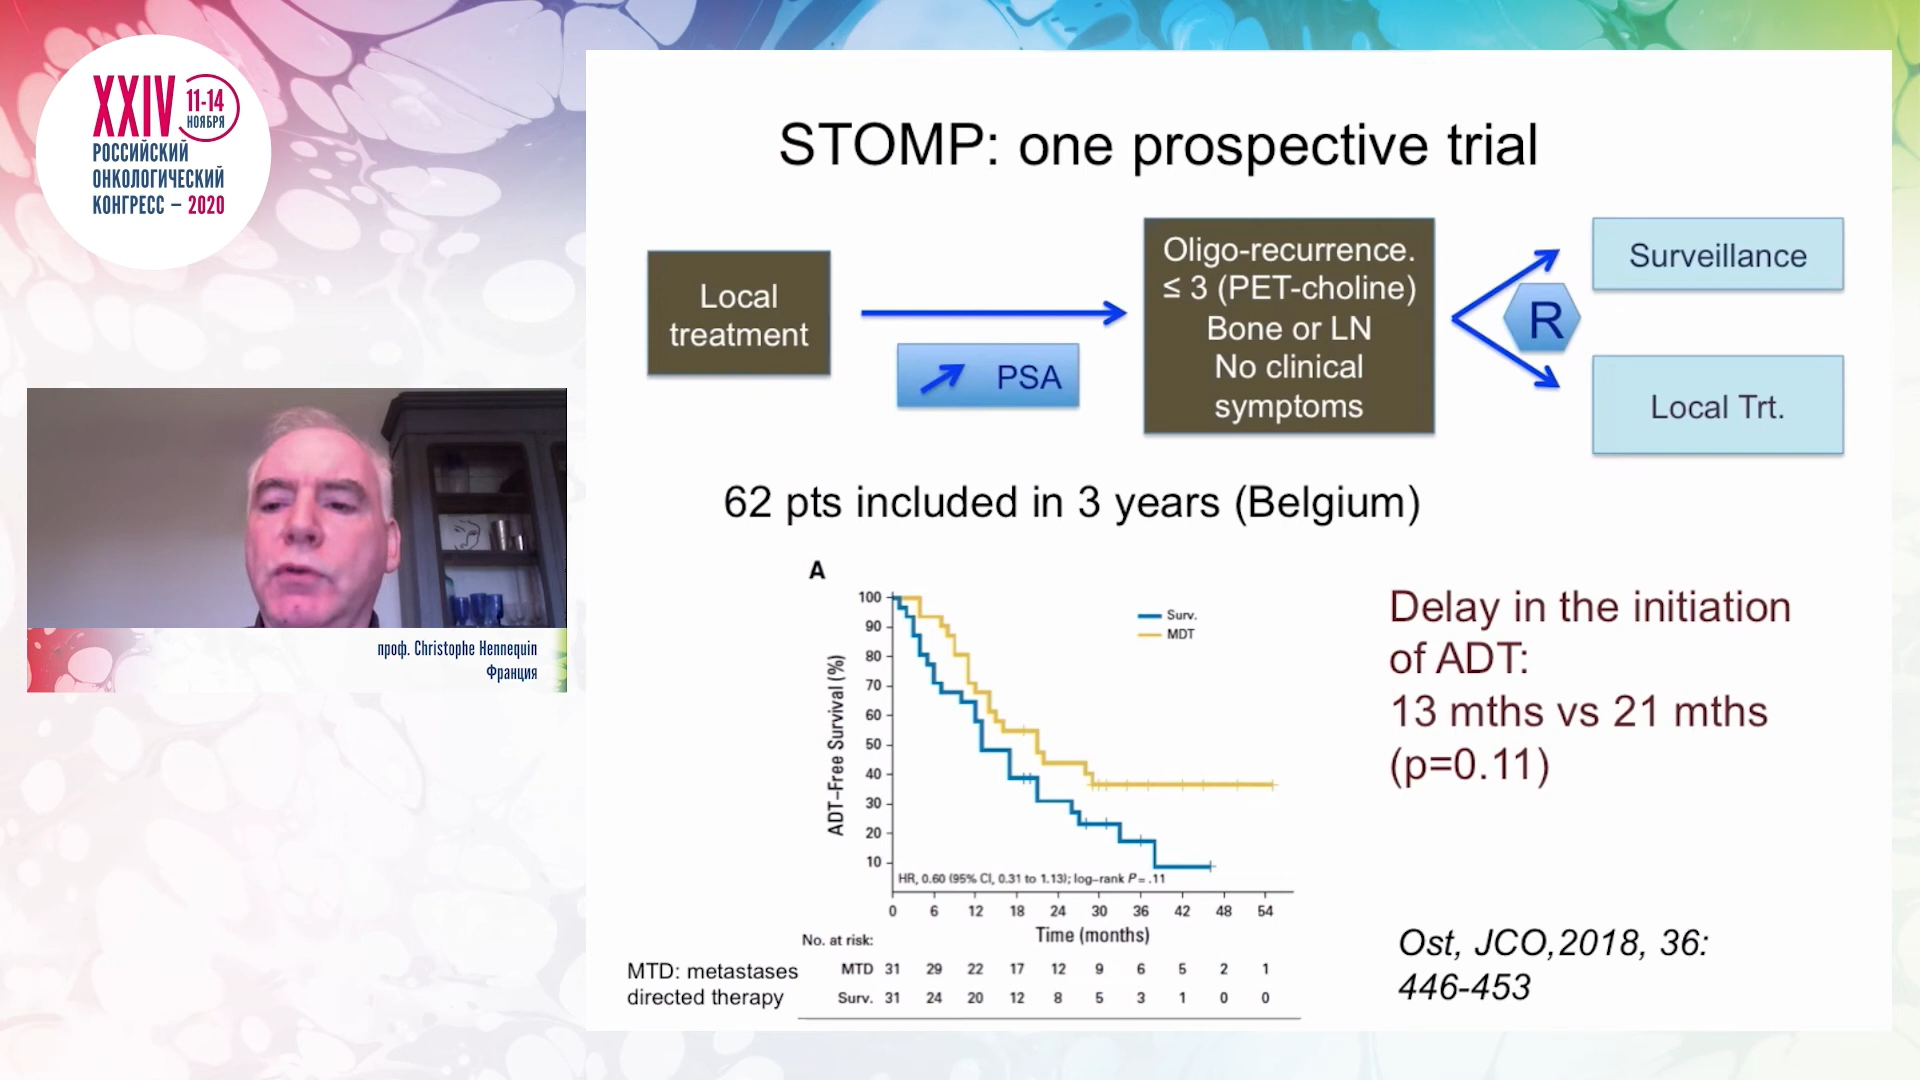 XXIV
11-14
НОЯБРЯ
РОССИЙСКИЙ
ОНКОЛОГИЧЕСКИЙ
КОНГРЕСС – 2020
проф. Christophe Hennequin
Франция
STOMP: one prospective trial
Local
treatment
PSA
Oligo-recurrence.
≤ 3 (PET-choline)
Bone or LN
No clinical
symptoms
R
Surveillance
Local Trt.
62 pts included in 3 years (Belgium)
A
Surv.
MDT
ADT–Free Survival (%)
100
90
80
70
60
50
40
30
20
10
HR, 0.60 (95% CI, 0.31 to 1.13); log–rank P = .11
0 6 12 18 24 30 36 42 48 54
Time (months)
No. at risk:
MTD 31 29 22 17 12 9 6 5 2 1
Surv. 31 24 20 12 8 5 3 1 0 0
MTD: metastases
directed therapy
Delay in the initiation
of ADT:
13 mths vs 21 mths
(p=0.11)
Ost, JCO,2018, 36:
446-453